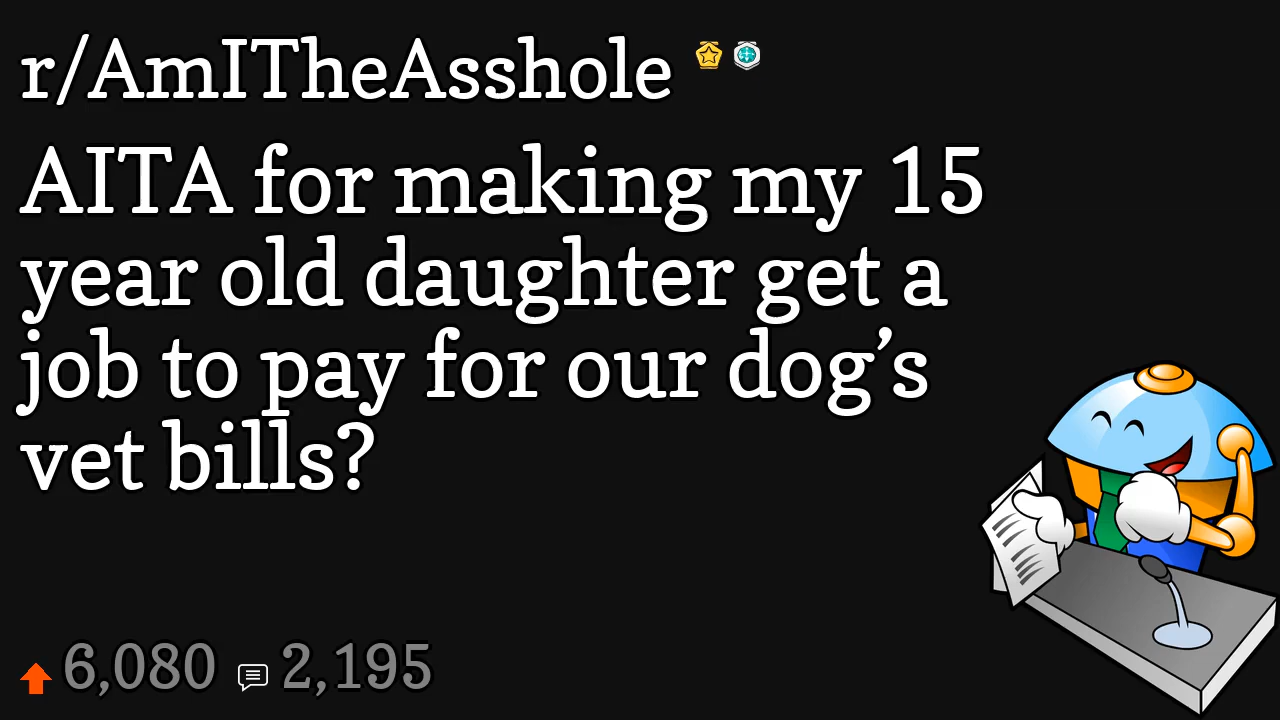 r/AmITheAsshole
AITA for making my 15
year old daughter get a
job to pay for our dog’s
vet bills?
6,080 2,195